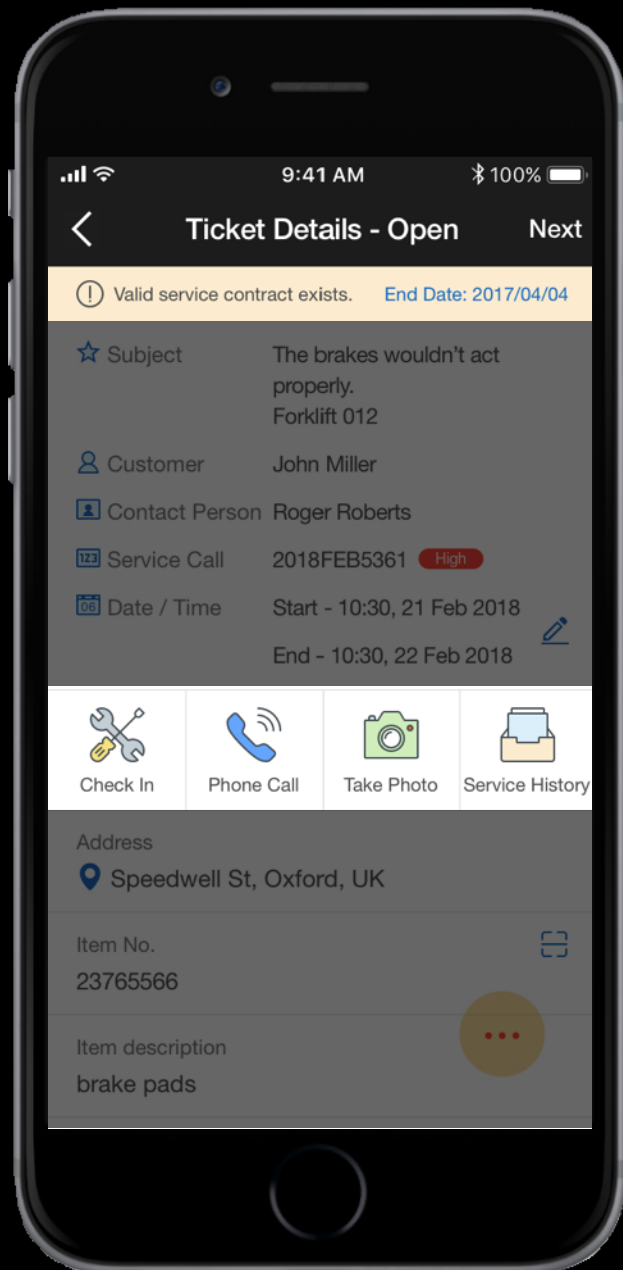 9:41 AM
100%
Ticket Details - Open
Next
Valid service contract exists. End Date: 2017/04/04
Subject
The brakes wouldn't act
properly.
Forklift 012
Customer
John Miller
Contact Person
Roger Roberts
123
Service Call
2018FEB5361
High
06
Date / Time
Start - 10:30, 21 Feb 2018
End - 10:30, 22 Feb 2018
Check In
Phone Call
Take Photo
Service History
Address
Speedwell St, Oxford, UK
Item No.
23765566
Item description
brake pads